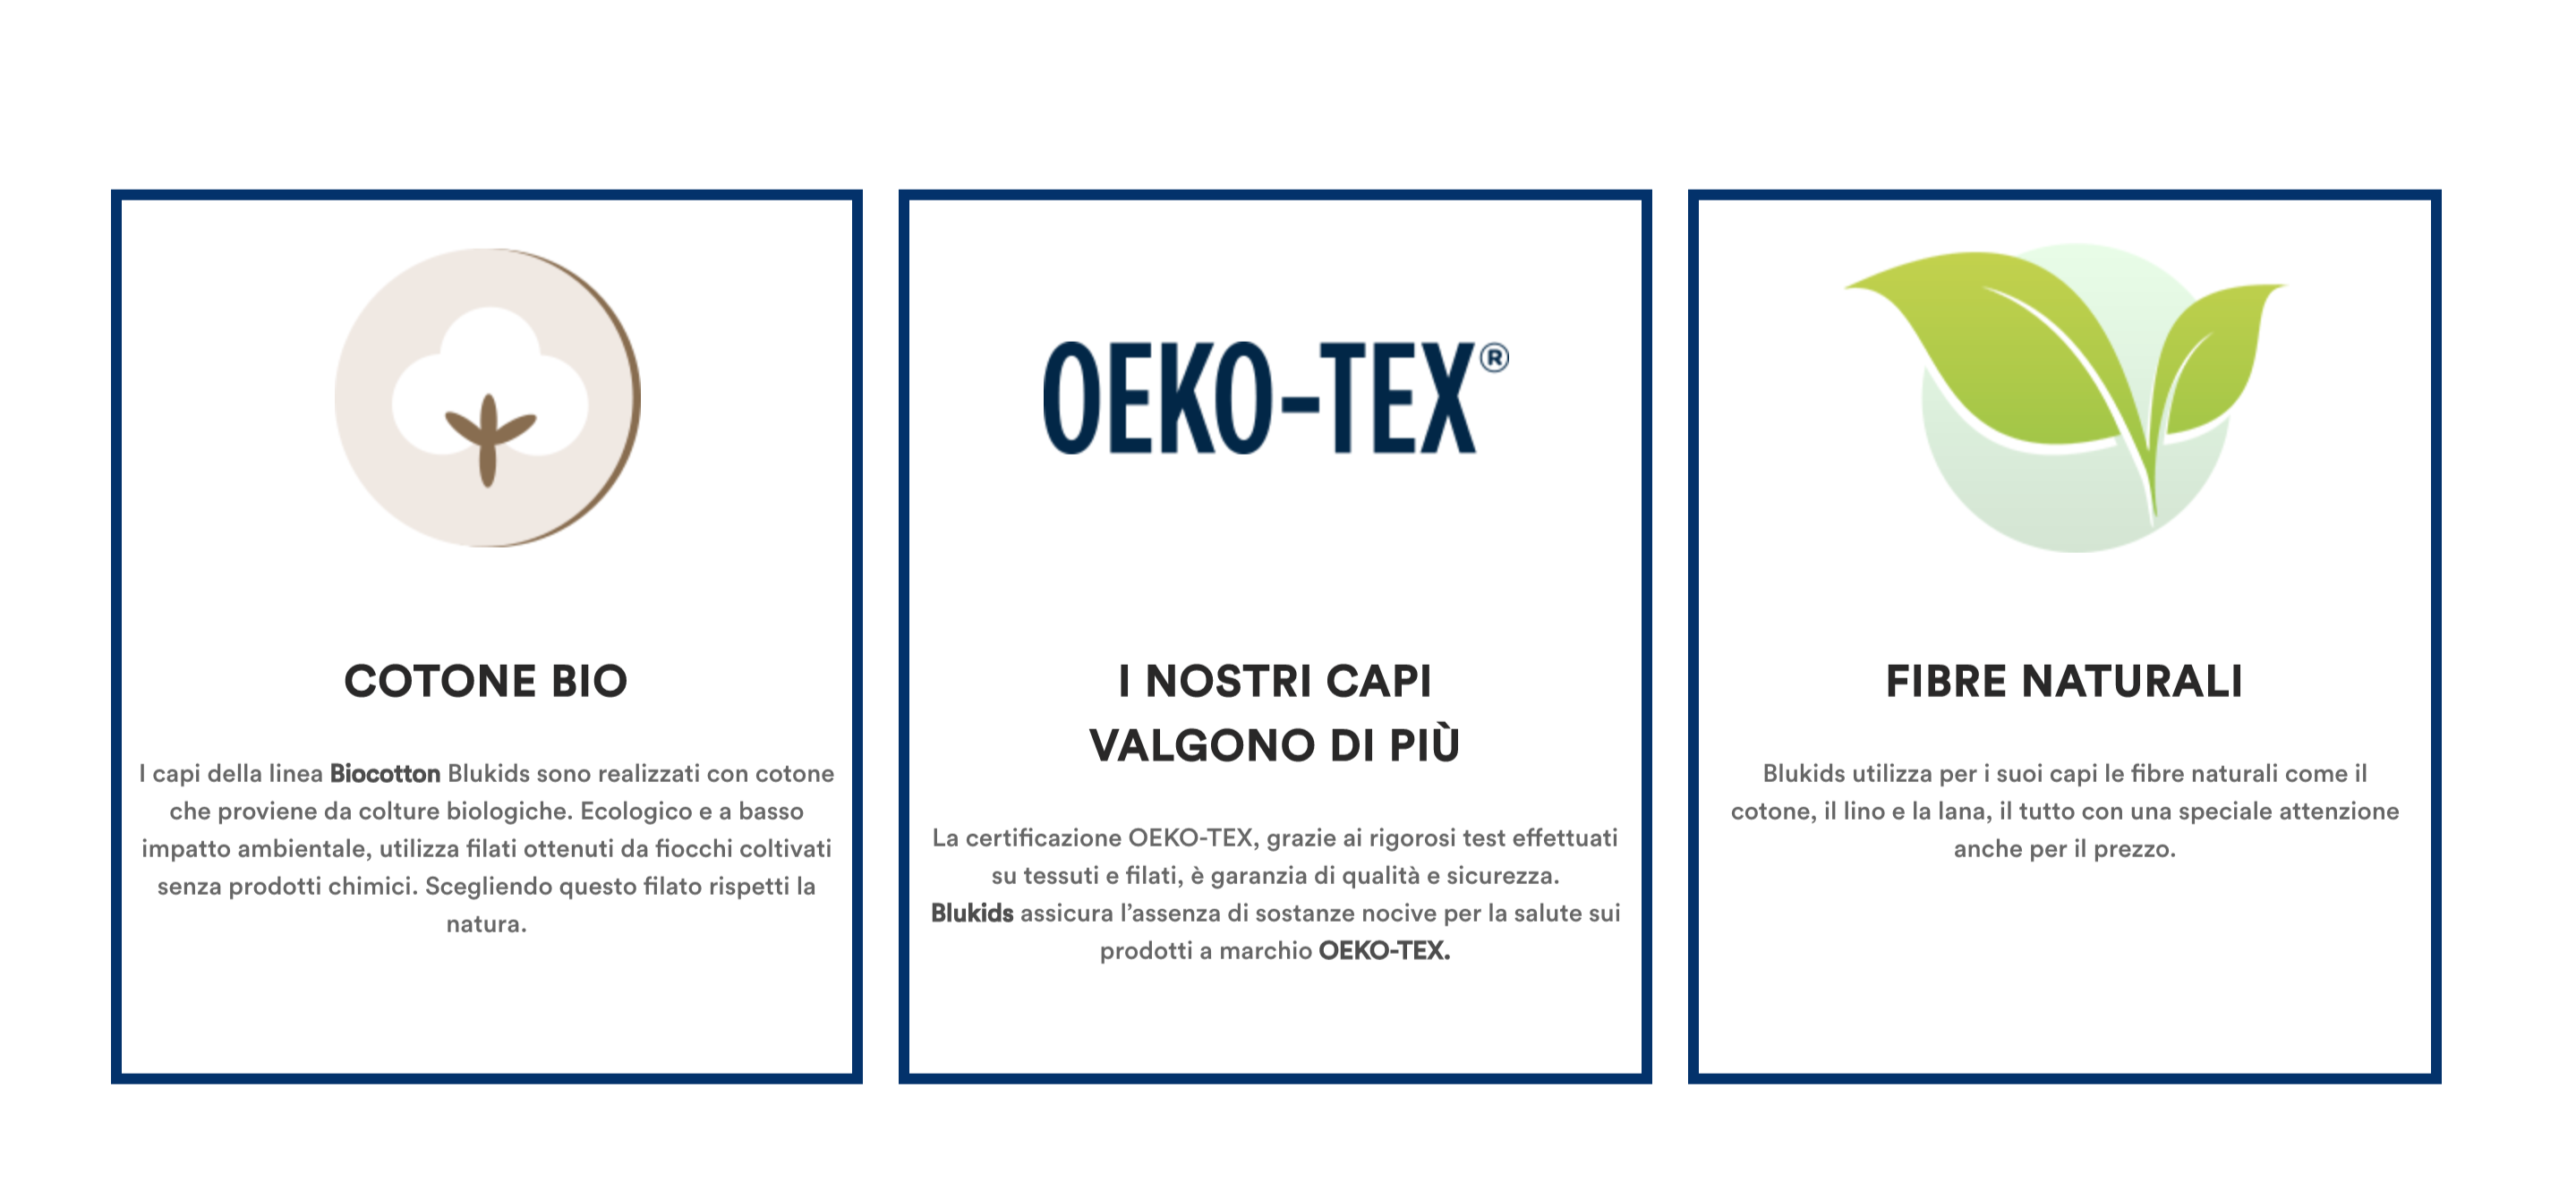 COTONE BIO
I capi della linea Biocotton Blukids sono realizzati con cotone
che proviene da colture biologiche. Ecologico e a basso
impatto ambientale, utilizza filati ottenuti da fiocchi coltivati
senza prodotti chimici. Scegliendo questo filato rispetti la
natura.
OEKO-TEX®
I NOSTRI CAPI
VALGONO DI PIÙ
La certificazione OEKO-TEX, grazie ai rigorosi test effettuati
su tessuti e filati, è garanzia di qualità e sicurezza.
Blukids assicura l’assenza di sostanze nocive per la salute sui
prodotti a marchio OEKO-TEX.
FIBRE NATURALI
Blukids utilizza per i suoi capi le fibre naturali come il
cotone, il lino e la lana, il tutto con una speciale attenzione
anche per il prezzo.